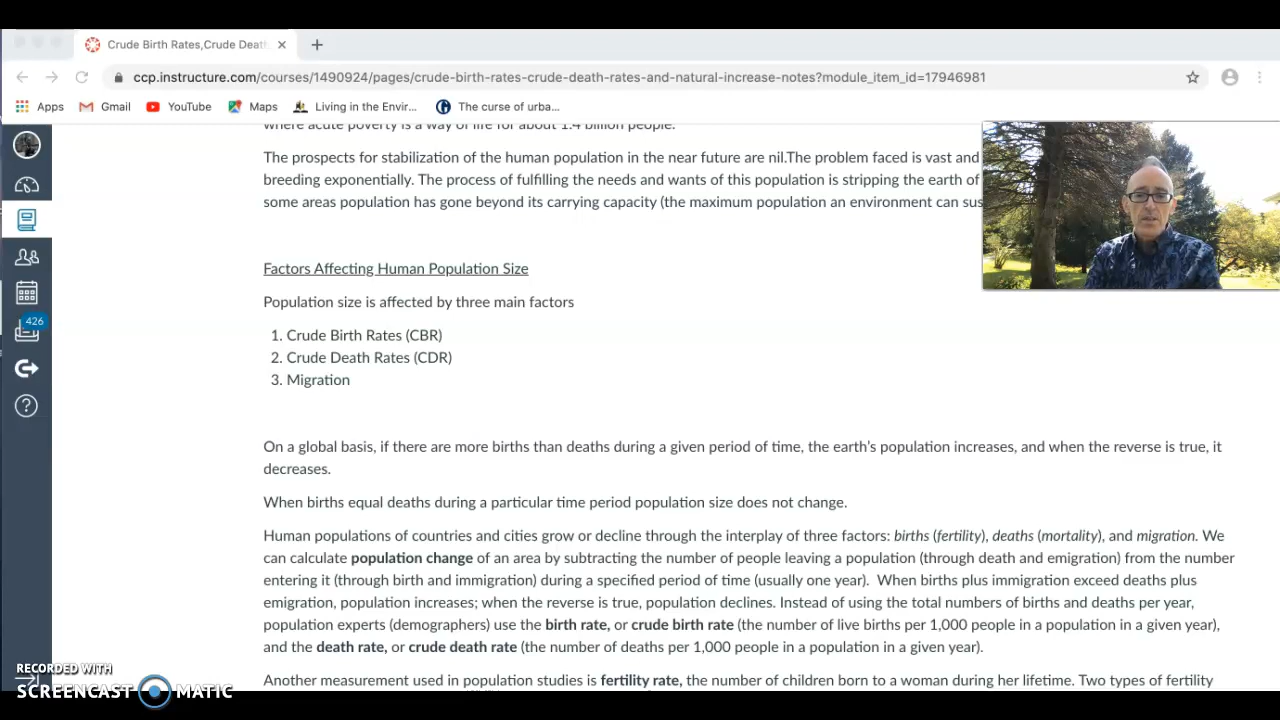 Crude Birth Rates,Crude Death
ccp.instructure.com/courses/1490924/pages/crude-birth-rates-crude-death-rates-and-natural-increase-notes?module_item_id=17946981
Apps Gmail YouTube Maps Living in the Envir... The curse of urba...
where acute poverty is a way of life for about 1.4 billion people.
The prospects for stabilization of the human population in the near future are nil.The problem faced is vast and
breeding exponentially. The process of fulfilling the needs and wants of this population is stripping the earth of
some areas population has gone beyond its carrying capacity (the maximum population an environment can sus
Factors Affecting Human Population Size
Population size is affected by three main factors
1. Crude Birth Rates (CBR)
2. Crude Death Rates (CDR)
3. Migration
426
On a global basis, if there are more births than deaths during a given period of time, the earth's population increases, and when the reverse is true, it
decreases.
When births equal deaths during a particular time period population size does not change.
Human populations of countries and cities grow or decline through the interplay of three factors: births (fertility), deaths (mortality), and migration. We
can calculate population change of an area by subtracting the number of people leaving a population (through death and emigration) from the number
entering it (through birth and immigration) during a specified period of time (usually one year).  When births plus immigration exceed deaths plus
emigration, population increases; when the reverse is true, population declines. Instead of using the total numbers of births and deaths per year,
population experts (demographers) use the birth rate, or crude birth rate (the number of live births per 1,000 people in a population in a given year),
and the death rate, or crude death rate (the number of deaths per 1,000 people in a population in a given year).
Another measurement used in population studies is fertility rate, the number of children born to a woman during her lifetime. Two types of fertility
RECORDED WITH
SCREENCAST MATIC